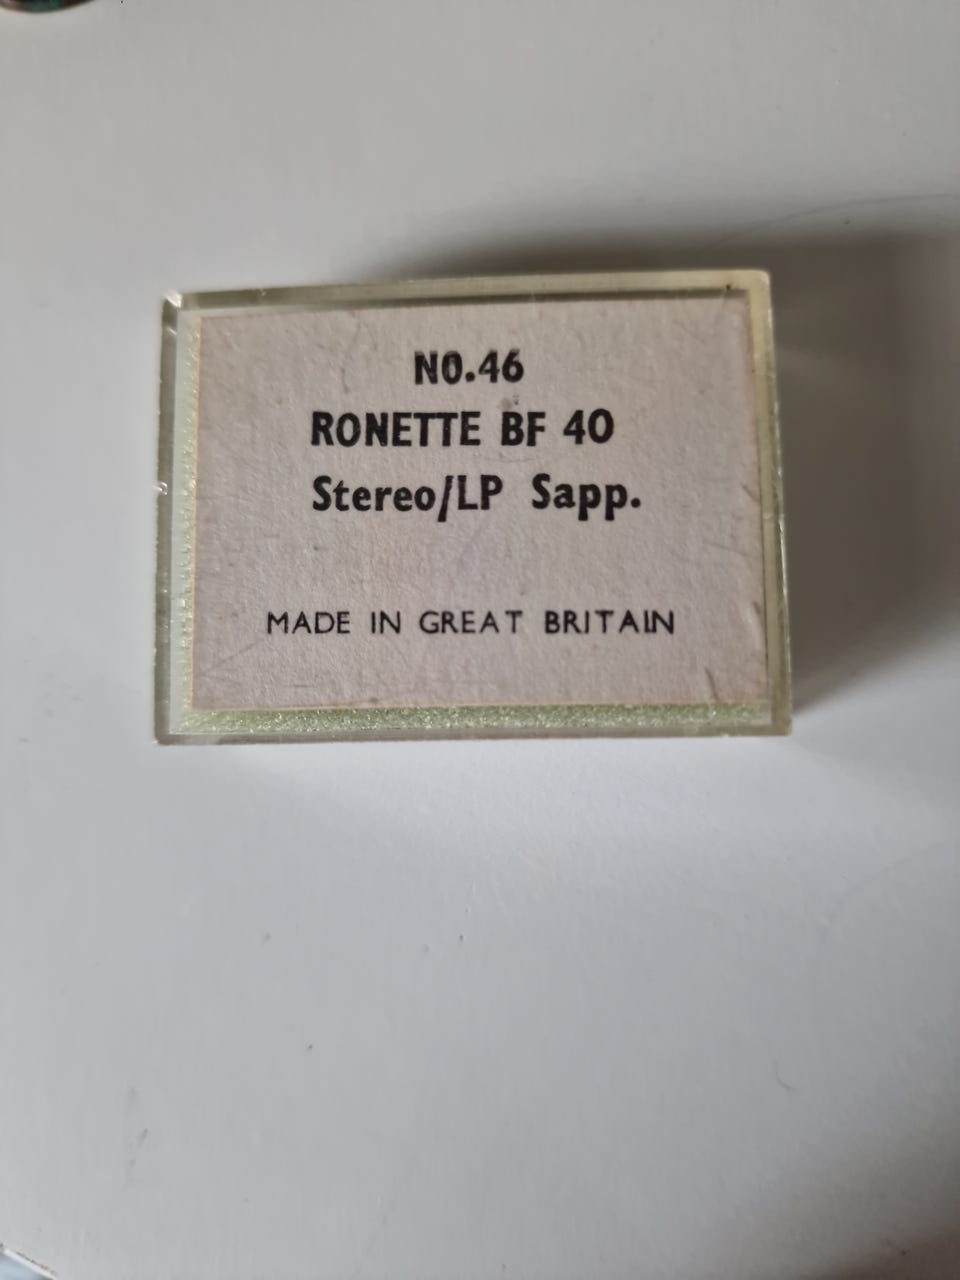 NO.46
RONETTE BF 40
Stereo/LP Sapp.
MADE IN GREAT BRITAIN